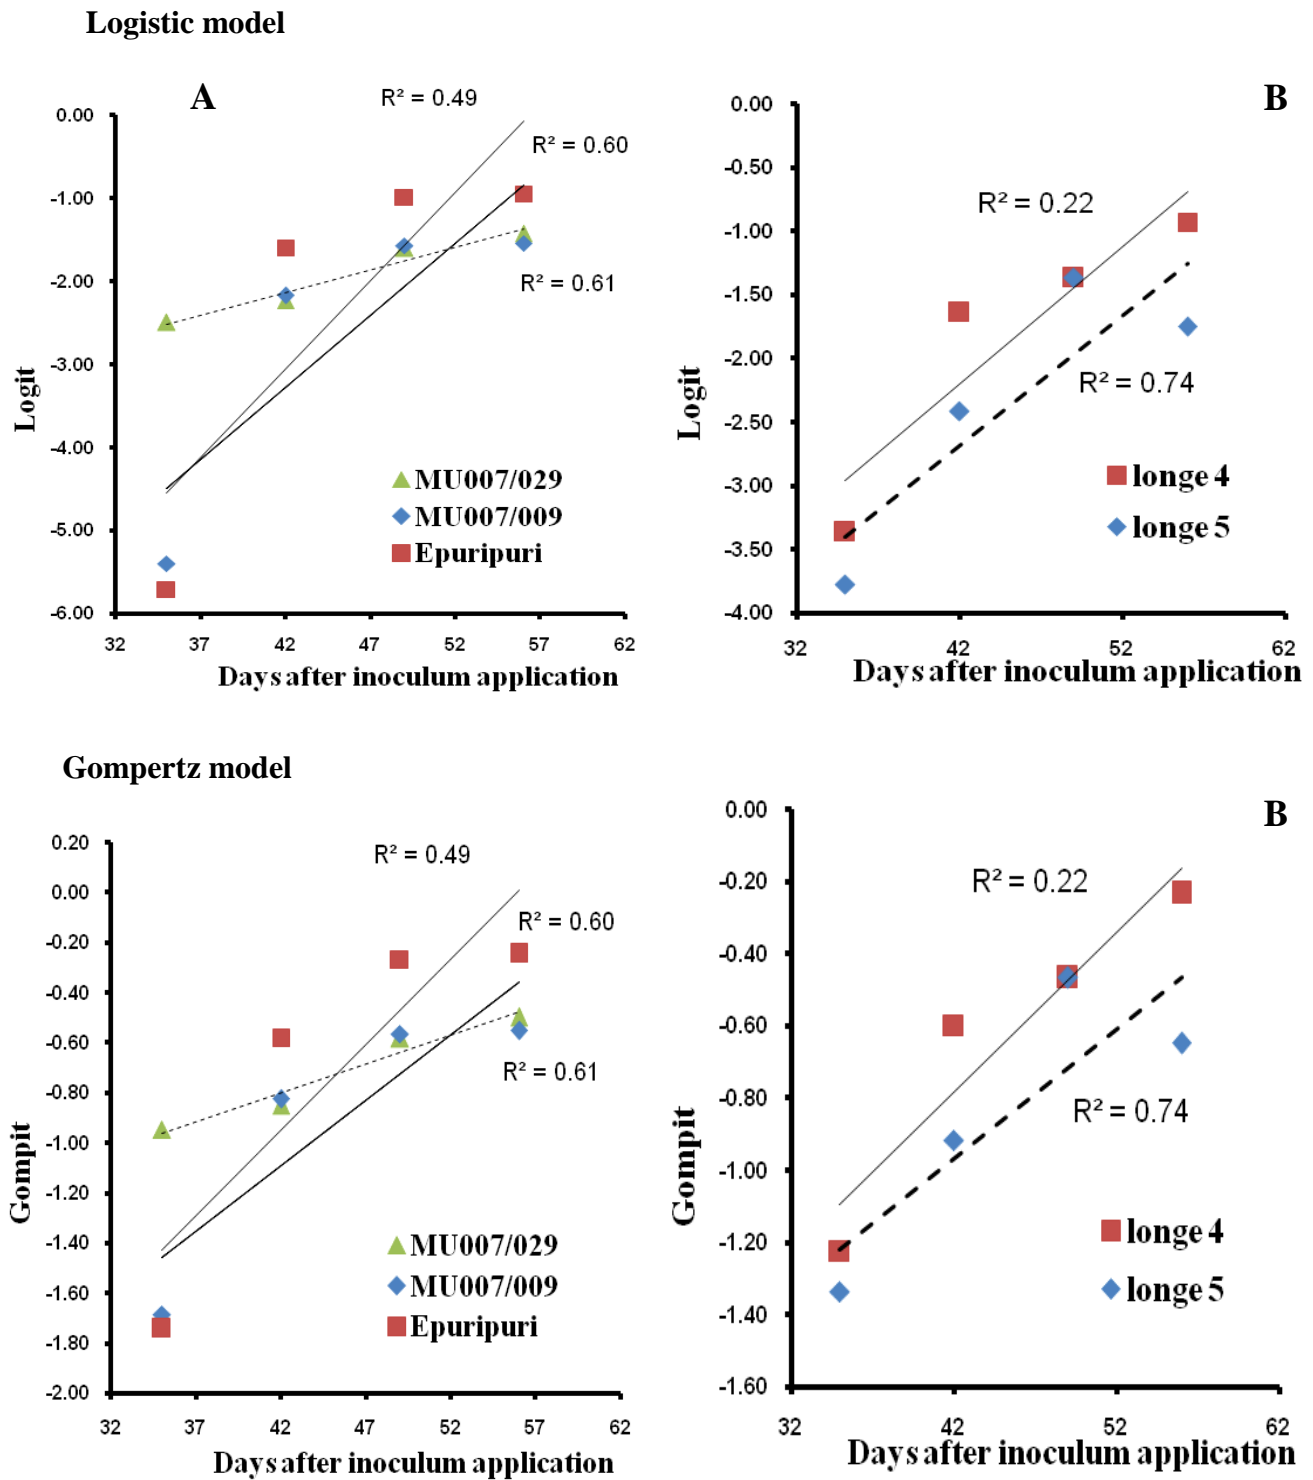 Logistic model
A
R² = 0.49
R² = 0.60
R² = 0.61
0.00
-1.00
-2.00
-3.00
-4.00
-5.00
-6.00
Logit
MU007/029
MU007/009
Epuripuri
32 37 42 47 52 57 62
Days after inoculum application
B
R² = 0.22
R² = 0.74
0.00
-0.50
-1.00
-1.50
-2.00
-2.50
-3.00
-3.50
-4.00
Logit
longe 4
longe 5
32 42 52 62
Days after inoculum application
Gompertz model
R² = 0.49
R² = 0.60
R² = 0.61
0.20
0.00
-0.20
-0.40
-0.60
-0.80
-1.00
-1.20
-1.40
-1.60
-1.80
-2.00
Gompit
MU007/029
MU007/009
Epuripuri
32 37 42 47 52 57 62
Days after inoculum application
B
R² = 0.22
R² = 0.74
0.00
-0.20
-0.40
-0.60
-0.80
-1.00
-1.20
-1.40
-1.60
Gompit
longe 4
longe 5
32 42 52 62
Days after inoculum application